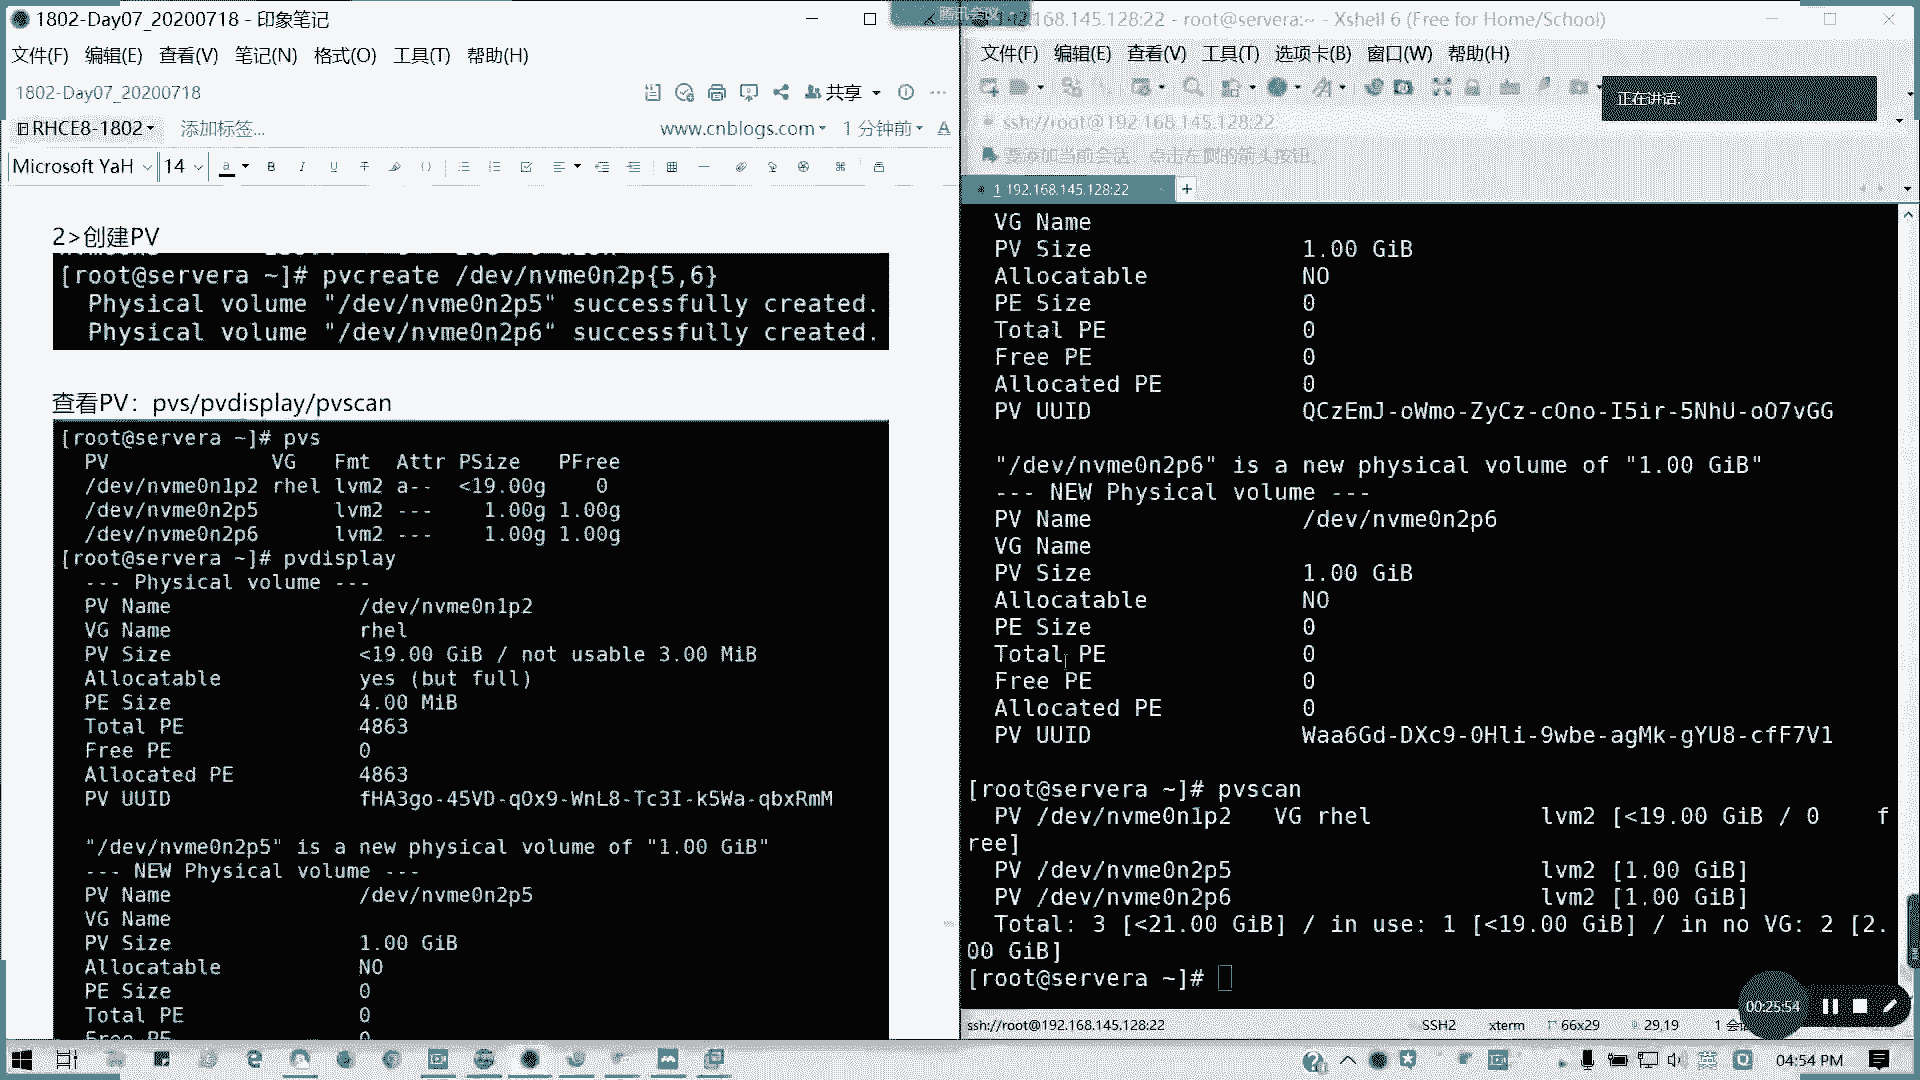 1802-Day07_20200718 - 印象笔记
文件(F) 编辑(E) 查看(V) 笔记(N) 格式(O) 工具(T) 帮助(H)
1802-Day07_20200718
共享
RHCE8-1802 添加标签...
www.cnblogs.com 1 分钟前
Microsoft YaH 14
2>创建PV
[root@servera ~]# pvcreate /dev/nvme0n2p{5,6}
Physical volume "/dev/nvme0n2p5" successfully created.
Physical volume "/dev/nvme0n2p6" successfully created.
查看PV：pvs/pvdisplay/pvscan
[root@servera ~]# pvs
PV VG Fmt Attr PSize PFree
/dev/nvme0n1p2 rhel lvm2 a-- <19.00g 0
/dev/nvme0n2p5 lvm2 --- 1.00g 1.00g
/dev/nvme0n2p6 lvm2 --- 1.00g 1.00g
[root@servera ~]# pvdisplay
--- Physical volume ---
PV Name /dev/nvme0n1p2
VG Name rhel
PV Size <19.00 GiB / not usable 3.00 MiB
Allocatable yes (but full)
PE Size 4.00 MiB
Total PE 4863
Free PE 0
Allocated PE 4863
PV UUID fHA3go-45VD-qOx9-WnL8-Tc3I-k5Wa-qbxRmM
"/dev/nvme0n2p5" is a new physical volume of "1.00 GiB"
--- NEW Physical volume ---
PV Name /dev/nvme0n2p5
VG Name
PV Size 1.00 GiB
Allocatable NO
PE Size 0
Total PE 0
Free PE 0
腾讯会议
192.168.145.128:22 - root@servera:~ - Xshell 6 (Free for Home/School)
文件(F) 编辑(E) 查看(V) 工具(T) 选项卡(B) 窗口(W) 帮助(H)
正在讲话:
ssh://root@192.168.145.128:22
要添加当前会话，点击左侧的箭头按钮。
1 192.168.145.128:22
VG Name
PV Size 1.00 GiB
Allocatable NO
PE Size 0
Total PE 0
Free PE 0
Allocated PE 0
PV UUID QCzEmJ-oWmo-ZyCz-cOno-I5ir-5NhU-oO7vGG
"/dev/nvme0n2p6" is a new physical volume of "1.00 GiB"
--- NEW Physical volume ---
PV Name /dev/nvme0n2p6
VG Name
PV Size 1.00 GiB
Allocatable NO
PE Size 0
Total PE 0
Free PE 0
Allocated PE 0
PV UUID Waa6Gd-DXc9-0Hli-9wbe-agMk-gYU8-cfF7V1
[root@servera ~]# pvscan
PV /dev/nvme0n1p2 VG rhel lvm2 [<19.00 GiB / 0 f
ree]
PV /dev/nvme0n2p5 lvm2 [1.00 GiB]
PV /dev/nvme0n2p6 lvm2 [1.00 GiB]
Total: 3 [<21.00 GiB] / in use: 1 [<19.00 GiB] / in no VG: 2 [2.
00 GiB]
[root@servera ~]#
00:25:54
ssh://root@192.168.145.128:22 SSH2 xterm 66x29 29,19 1
英
04:54 PM